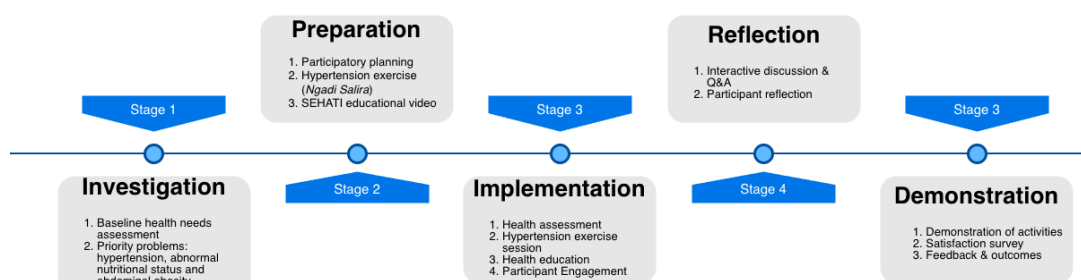 Preparation
1. Participatory planning
2. Hypertension exercise
(Ngadi Salira)
3. SEHATI educational video
Reflection
1. Interactive discussion &
Q&A
2. Participant reflection
Stage 1
Stage 3
Stage 3
Stage 2
Stage 4
Investigation
1. Baseline health needs
assessment
2. Priority problems:
hypertension, abnormal
nutritional status and
abdominal obesity
Implementation
1. Health assessment
2. Hypertension exercise
session
3. Health education
4. Participant Engagement
Demonstration
1. Demonstration of activities
2. Satisfaction survey
3. Feedback & outcomes